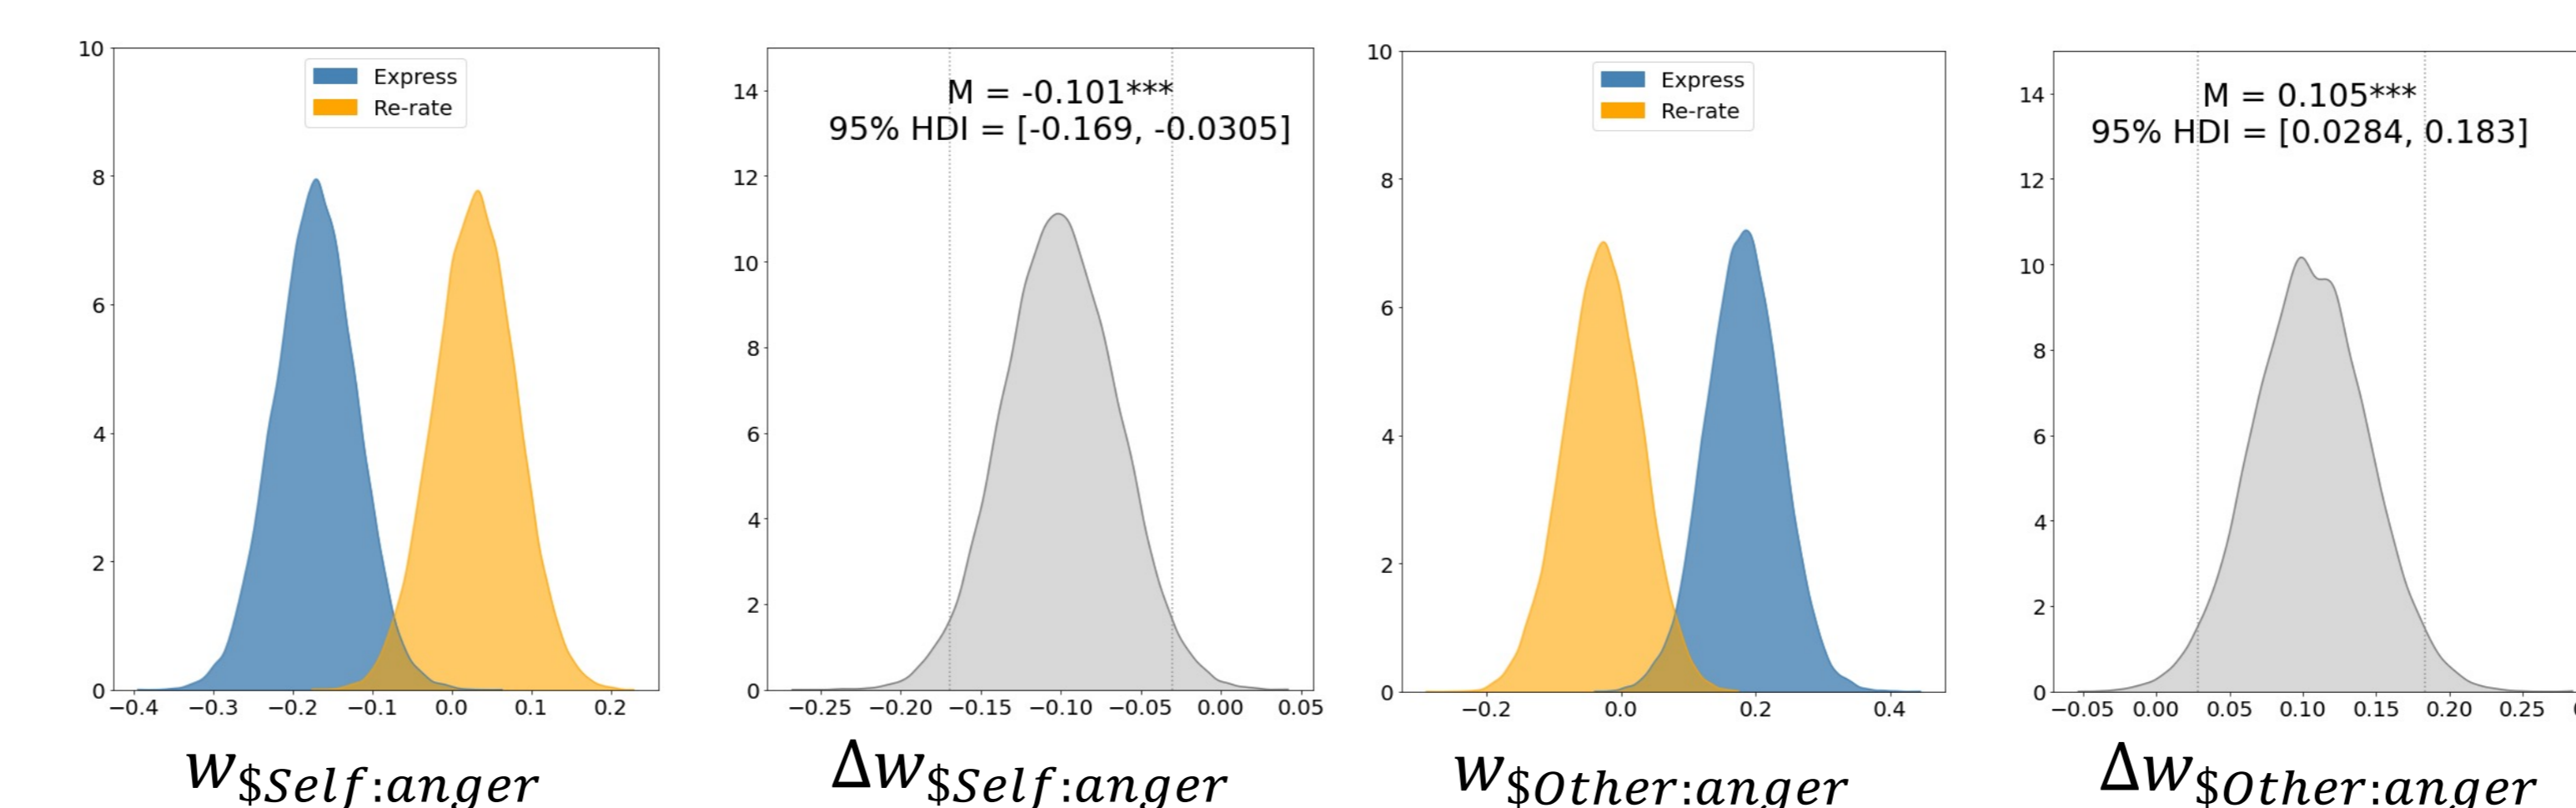 10
8
6
4
2
0
Express
Re-rate
−0.4 −0.3 −0.2 −0.1 0.0 0.1 0.2
w$Self:anger
14
12
10
8
6
4
2
0
M = -0.101***
95% HDI = [-0.169, -0.0305]
−0.25 −0.20 −0.15 −0.10 −0.05 0.00 0.05
Δw$Self:anger
10
8
6
4
2
0
Express
Re-rate
−0.2 0.0 0.2 0.4
w$Other:anger
14
12
10
8
6
4
2
0
M = 0.105***
95% HDI = [0.0284, 0.183]
−0.05 0.00 0.05 0.10 0.15 0.20 0.25
Δw$Other:anger